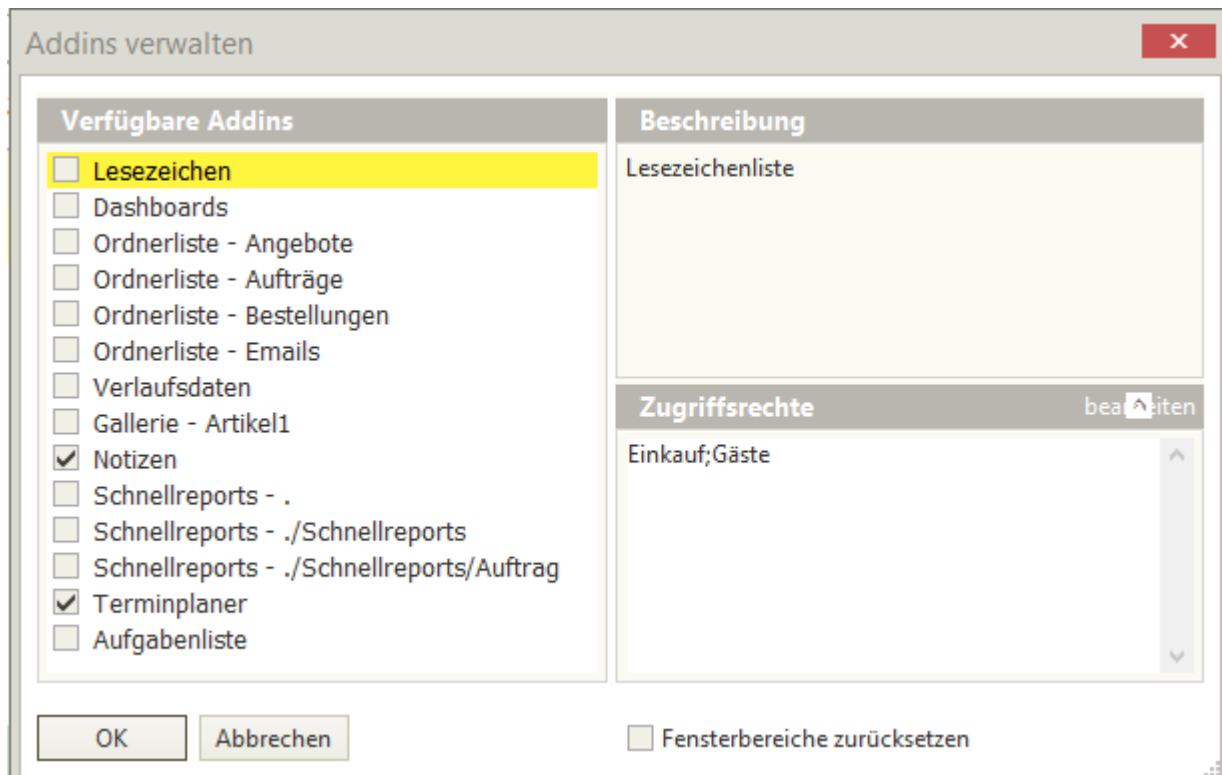 Addins verwalten
Verfügbare Addins
Lesezeichen
Dashboards
Ordnerliste - Angebote
Ordnerliste - Aufträge
Ordnerliste - Bestellungen
Ordnerliste - Emails
Verlaufsdaten
Gallerie - Artikel1
Notizen
Schnellreports - .
Schnellreports - ./Schnellreports
Schnellreports - ./Schnellreports/Auftrag
Terminplaner
Aufgabenliste
Beschreibung
Lesezeichenliste
Zugriffsrechte bearbeiten
Einkauf;Gäste
OK Abbrechen
Fensterbereiche zurücksetzen